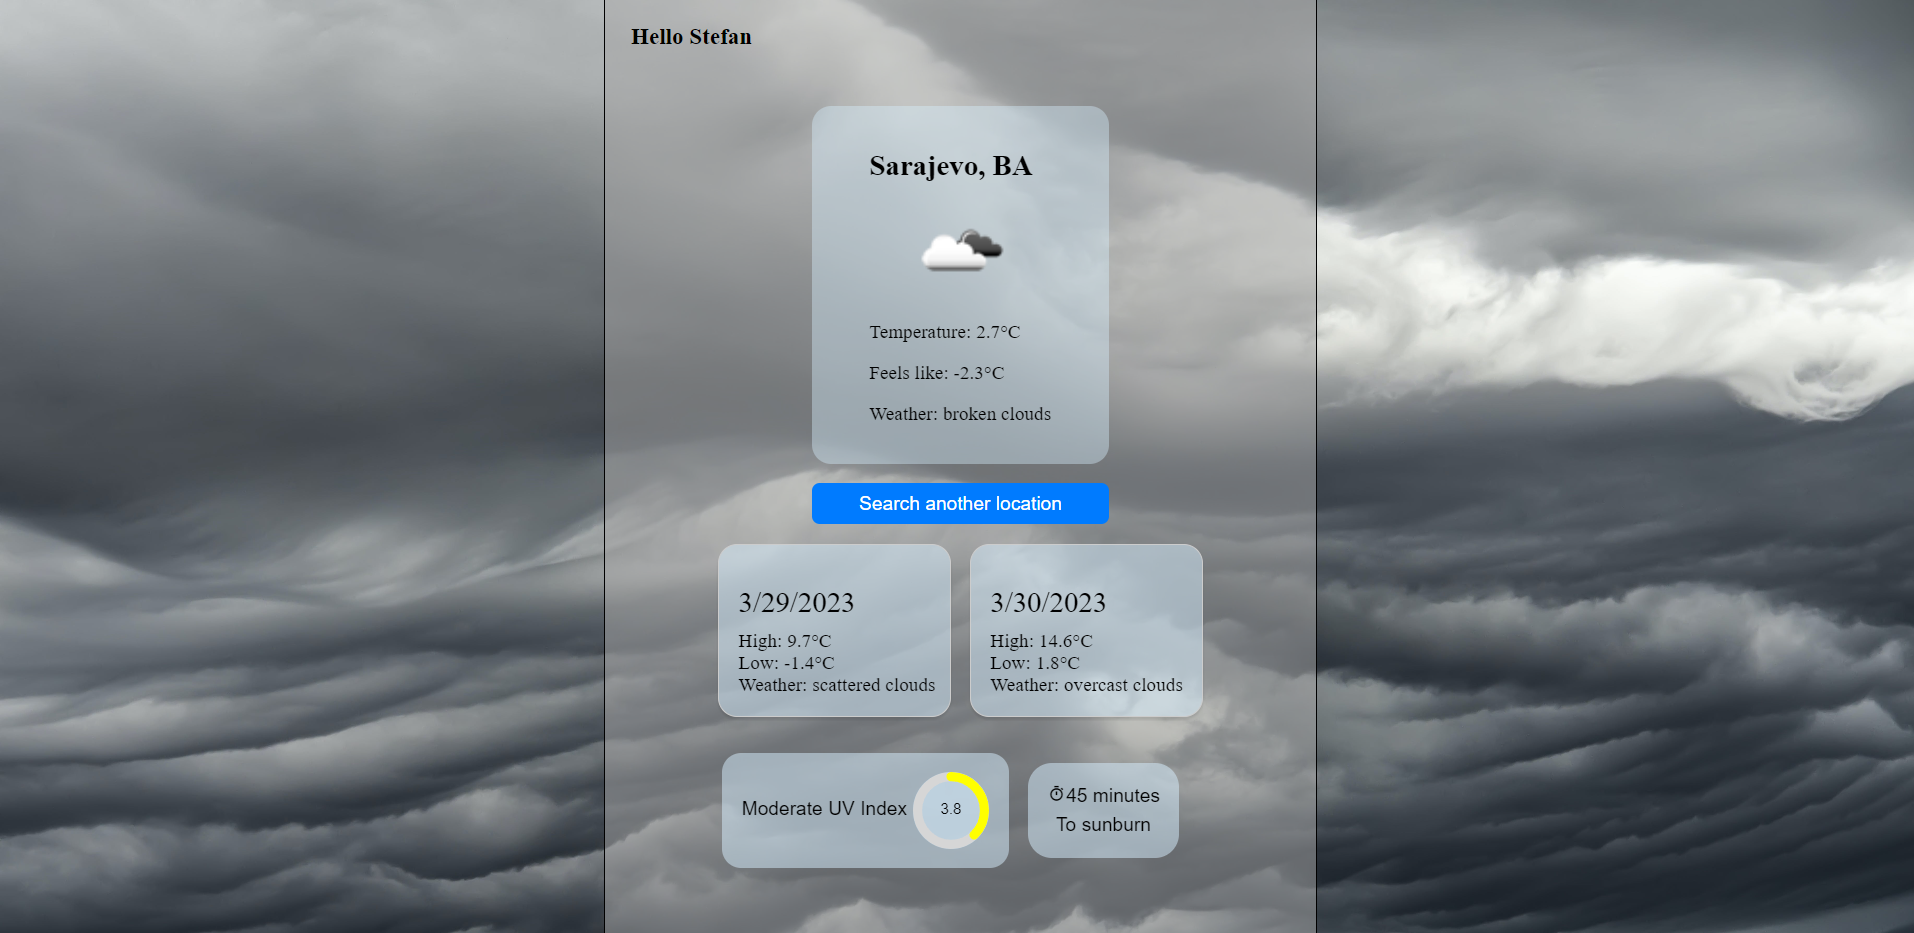 Hello Stefan
Sarajevo, BA
Temperature: 2.7°C
Feels like: -2.3°C
Weather: broken clouds
Search another location
3/29/2023
High: 9.7°C
Low: -1.4°C
Weather: scattered clouds
3/30/2023
High: 14.6°C
Low: 1.8°C
Weather: overcast clouds
Moderate UV Index
3.8
45 minutes
To sunburn